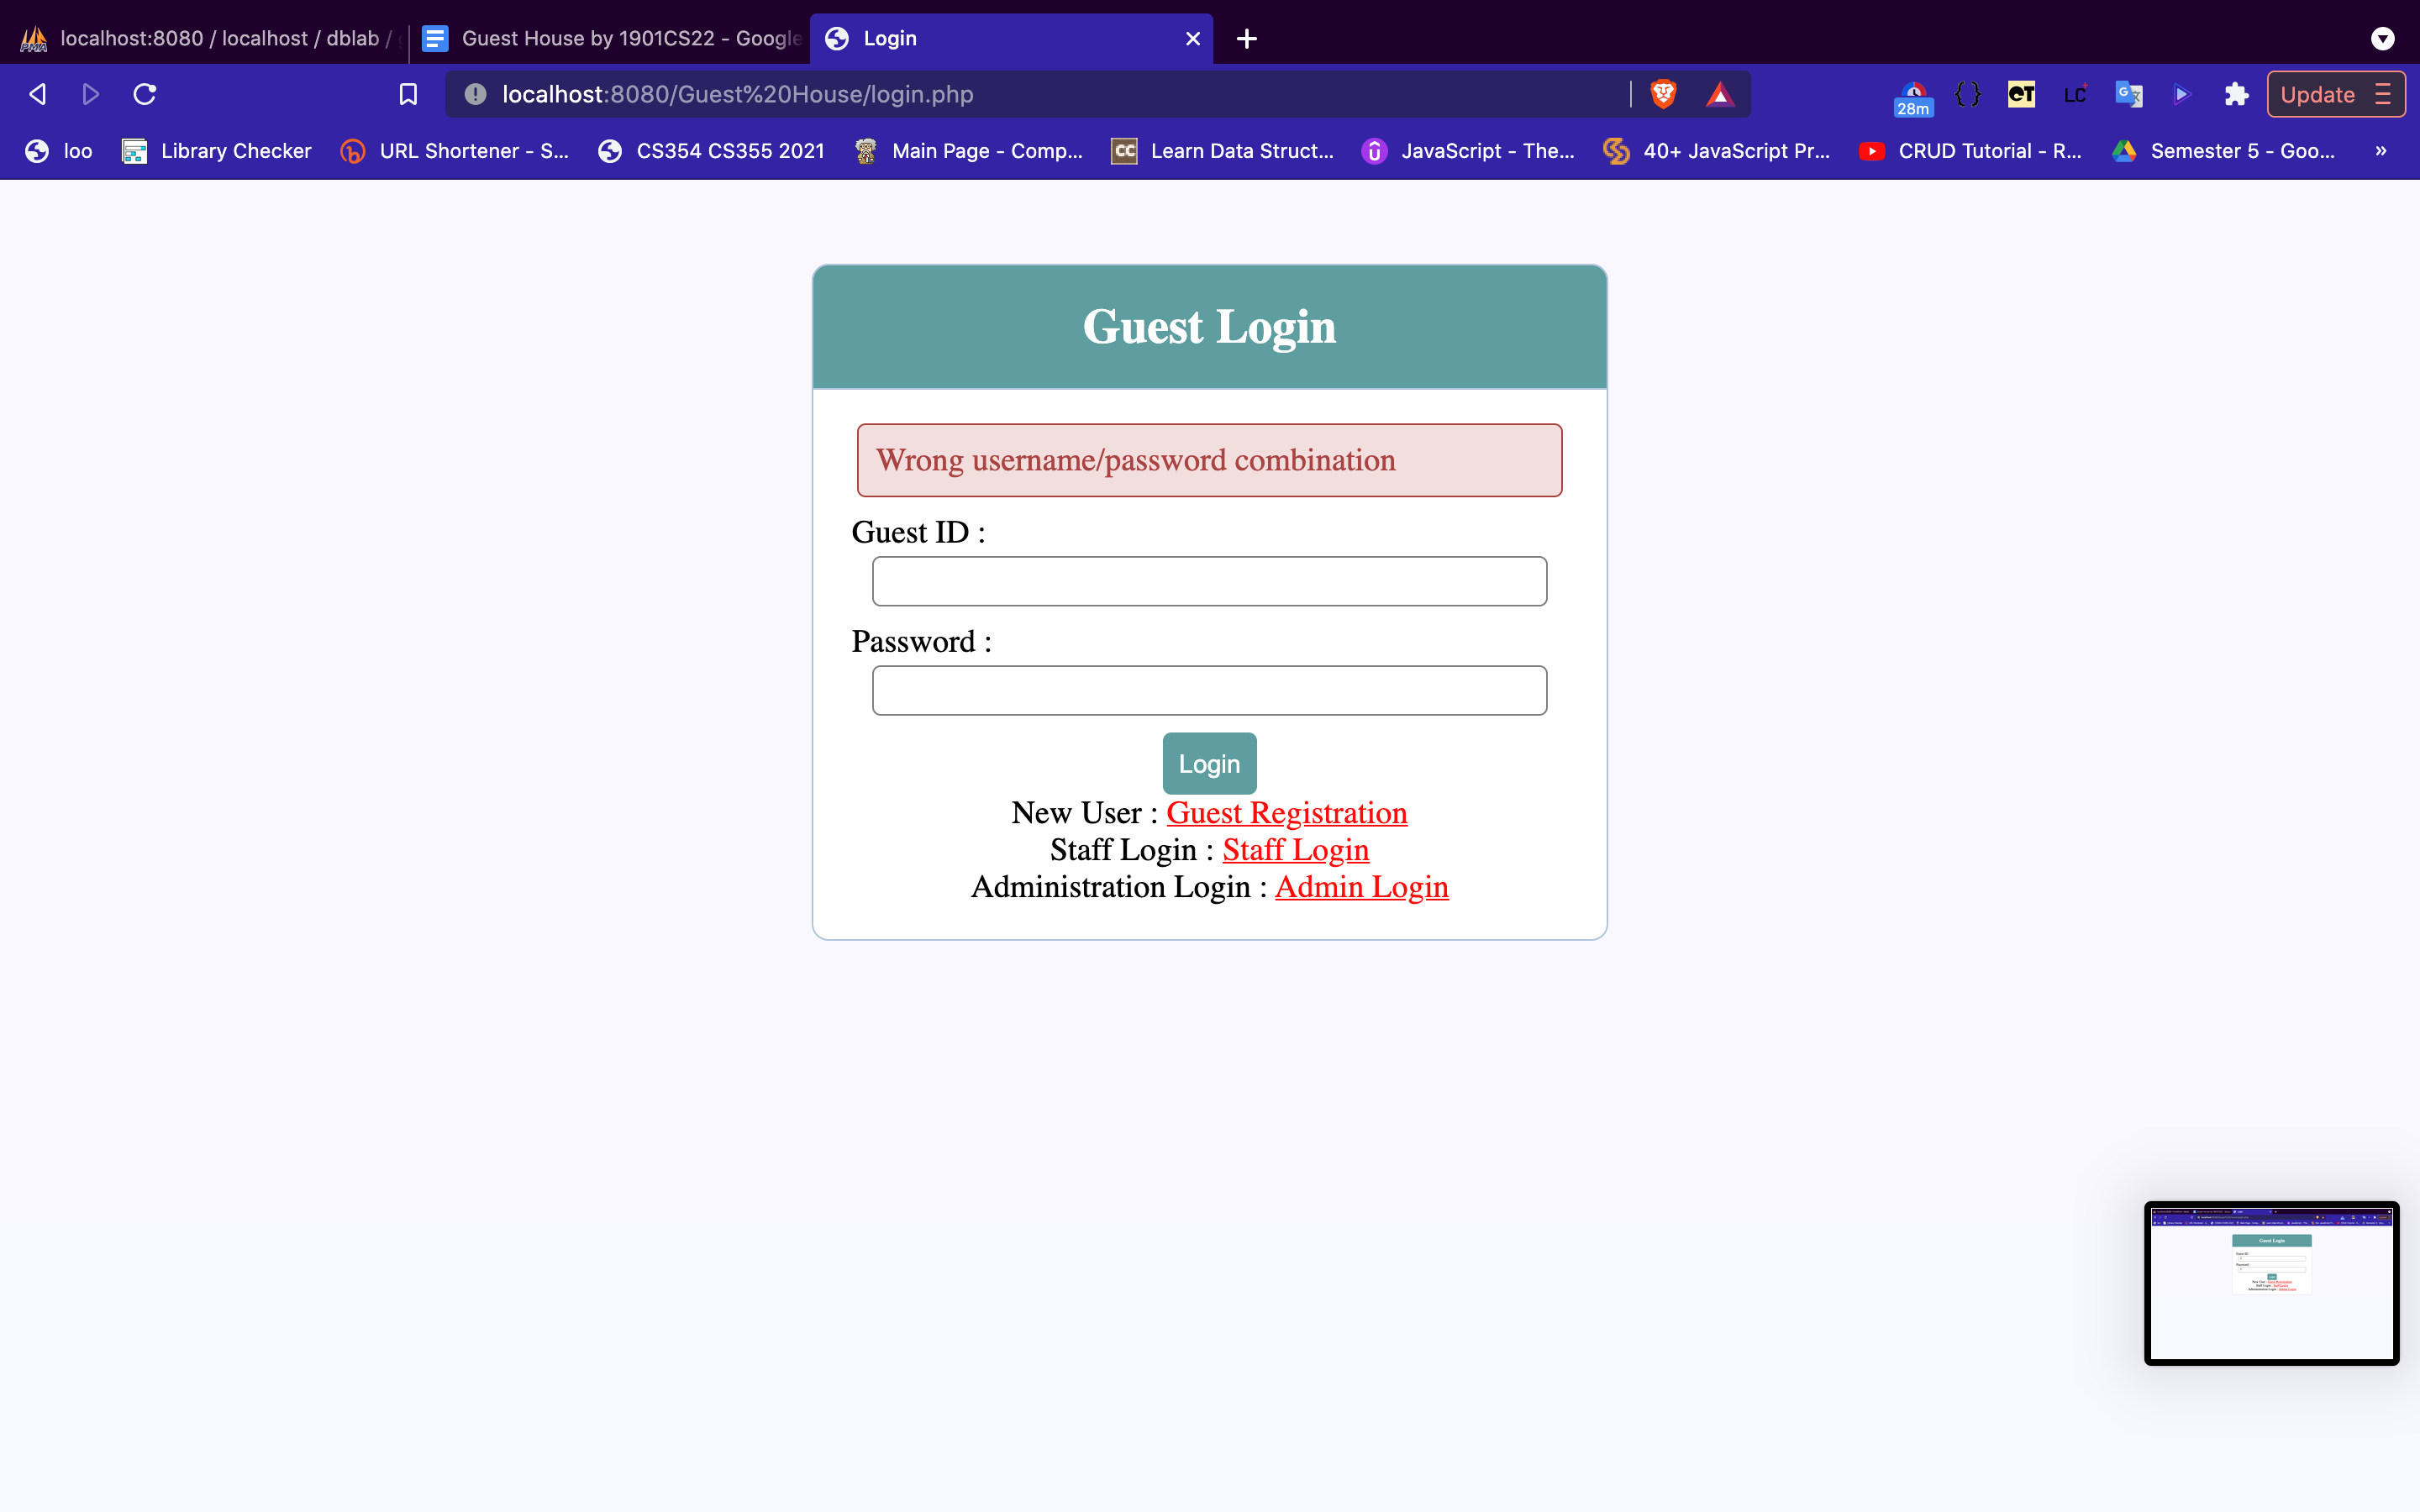 localhost:8080 / localhost / dblab /
Guest House by 1901CS22 - Google
Login
localhost:8080/Guest%20House/login.php
28m
CT
LC
Update
loo
Library Checker
URL Shortener - S...
CS354 CS355 2021
Main Page - Comp...
CC
Learn Data Struct...
JavaScript - The...
40+ JavaScript Pr...
CRUD Tutorial - R...
Semester 5 - Goo...
»
Guest Login
Wrong username/password combination
Guest ID :
Password :
Login
New User : Guest Registration
Staff Login : Staff Login
Administration Login : Admin Login